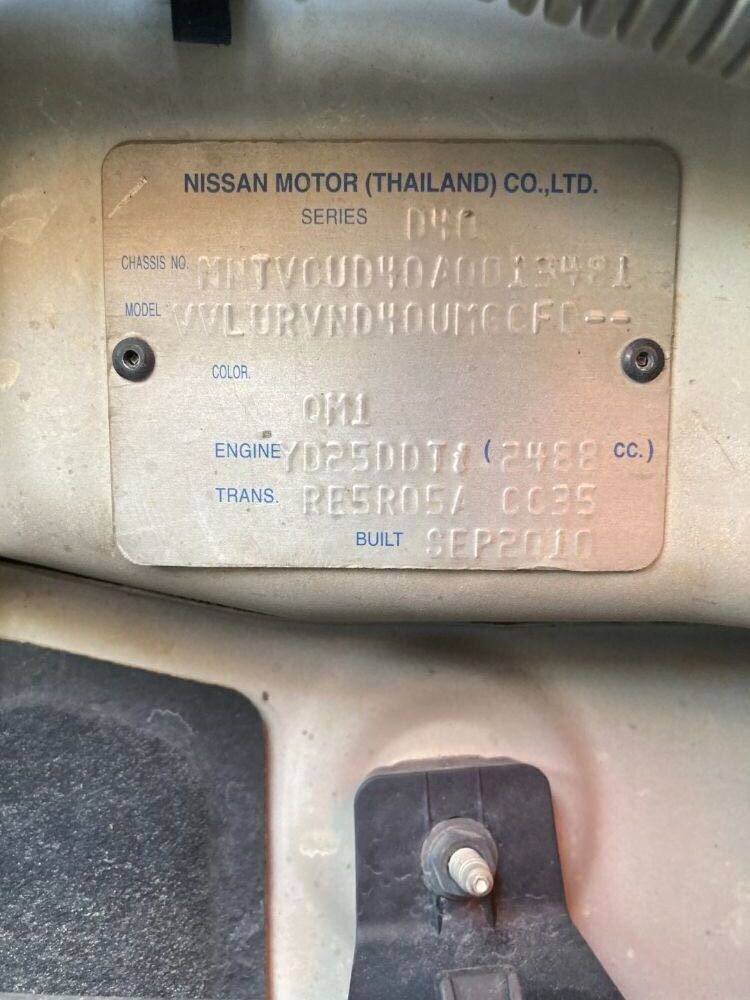 NISSAN MOTOR (THAILAND) CO.,LTD.
SERIES D40
CHASSIS NO. MNTVCUD40A0013481
MODEL VVLURVND40UMGCFC--
COLOR.
QM1
ENGINE YD25DDTi (2488 CC.)
TRANS. RE5R05A CC35
BUILT SEP2010